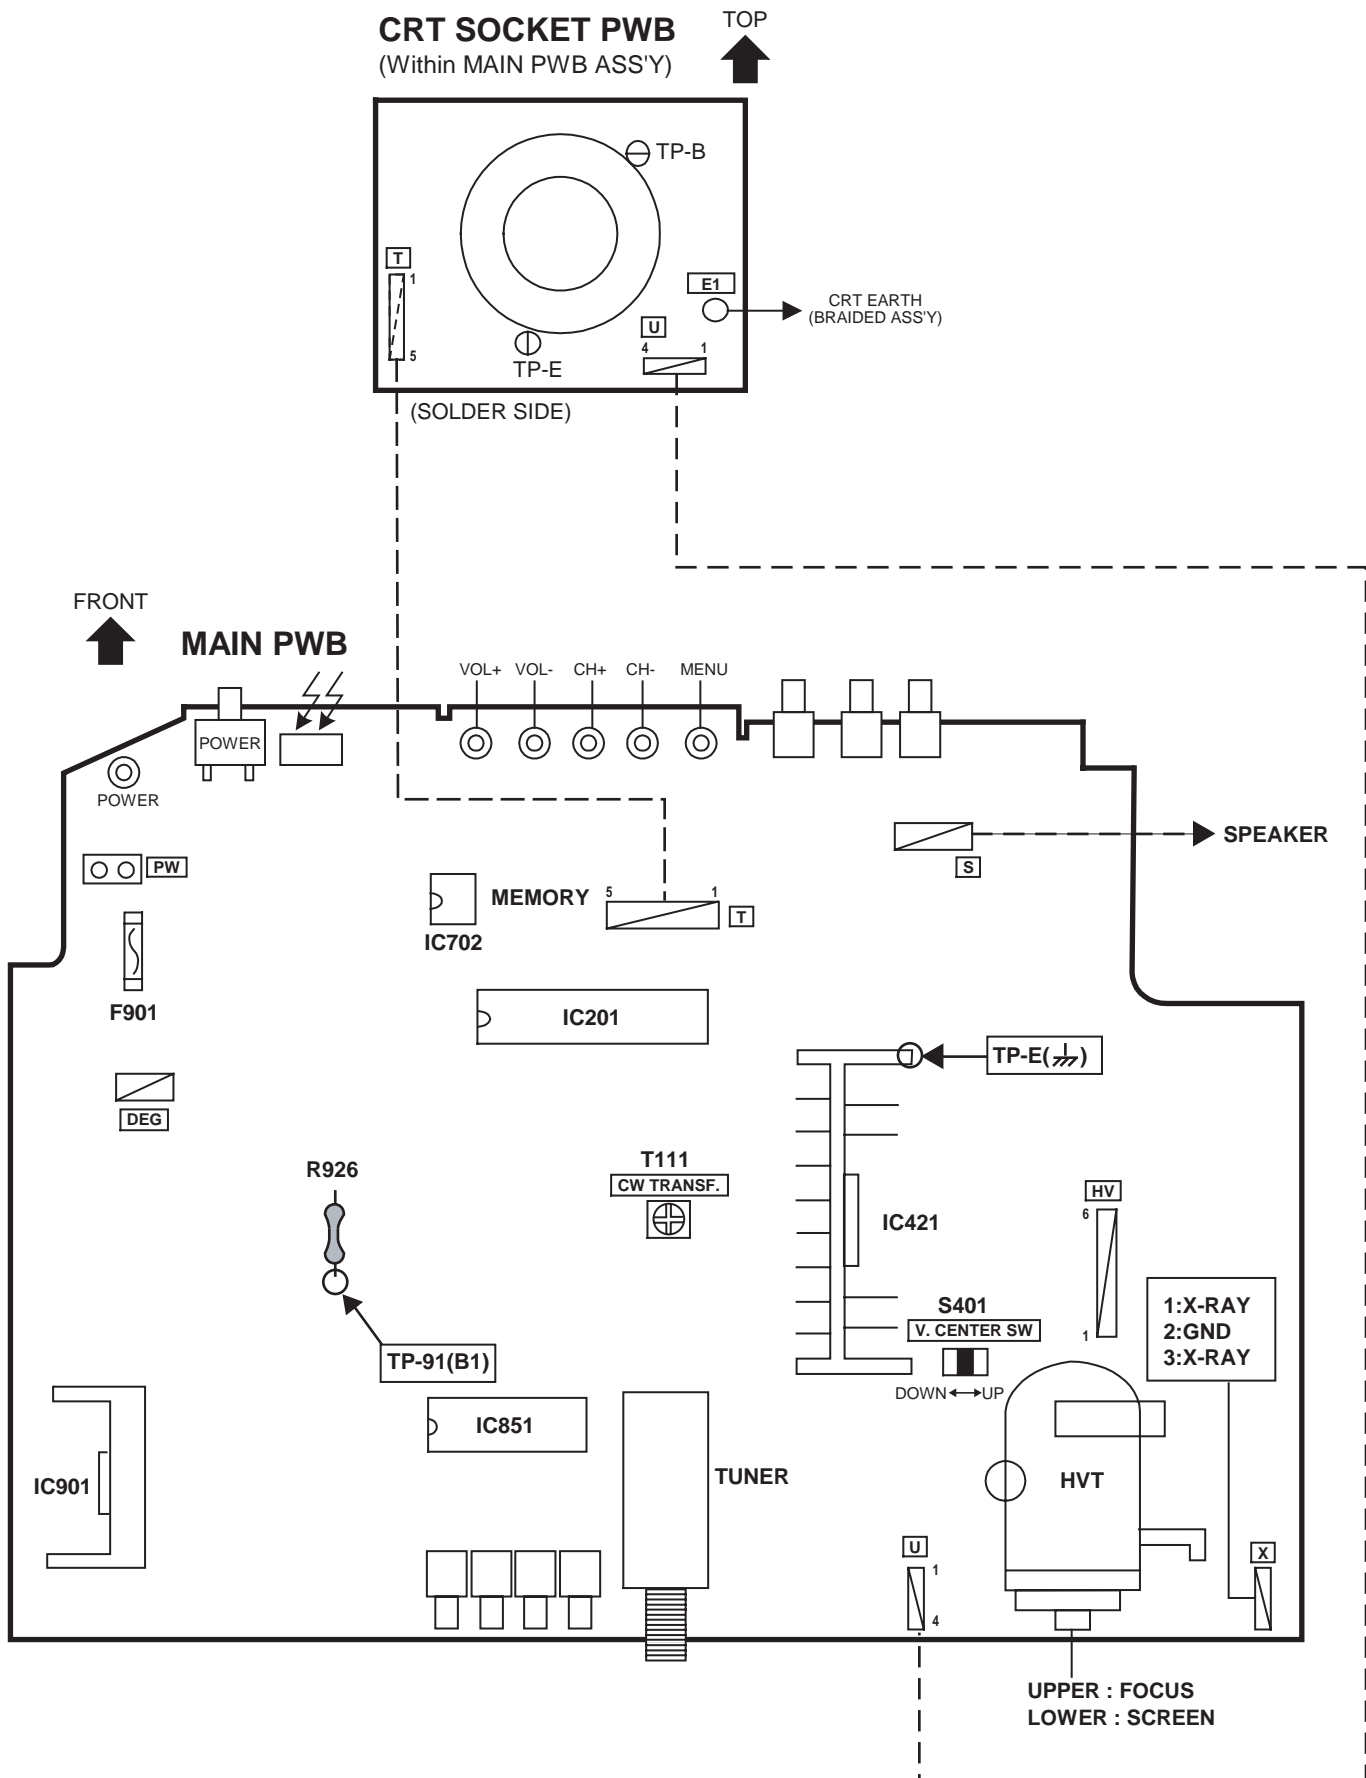 CRT SOCKET PWB
(Within MAIN PWB ASS'Y)
TOP
TP-B
T
1
5
E1
CRT EARTH
(BRAIDED ASS'Y)
U
4 1
TP-E
(SOLDER SIDE)
FRONT
MAIN PWB
VOL+ VOL- CH+ CH- MENU
POWER
POWER
SPEAKER
S
PW
MEMORY
IC702
5 1
T
F901
IC201
TP-E( )
DEG
R926
T111
CW TRANSF.
IC421
HV
6
1
S401
V. CENTER SW
DOWN UP
1:X-RAY
2:GND
3:X-RAY
TP-91(B1)
IC851
TUNER
IC901
HVT
U
1
4
X
UPPER : FOCUS
LOWER : SCREEN